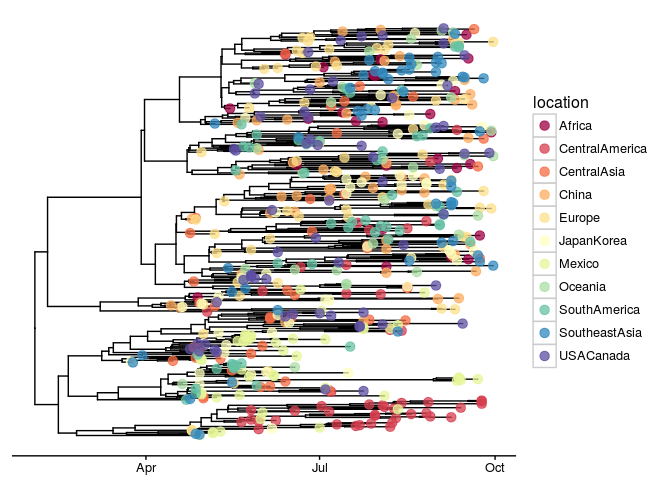 location
Africa
CentralAmerica
CentralAsia
China
Europe
JapanKorea
Mexico
Oceania
SouthAmerica
SoutheastAsia
USACanada
Apr Jul Oct